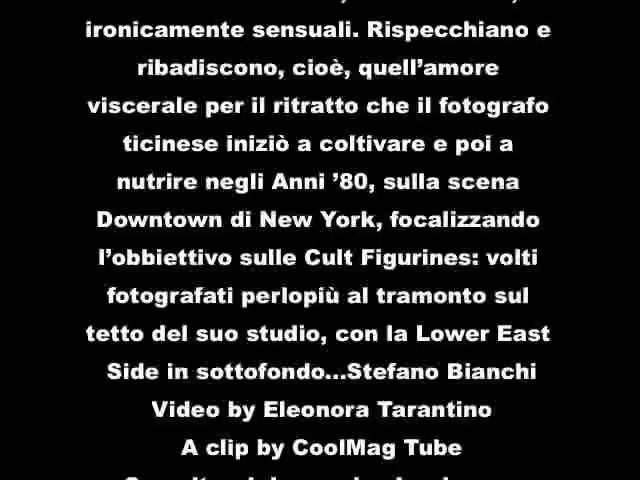 ironicamente sensuali. Rispecchiano e
ribadiscono, cioè, quell’amore
viscerale per il ritratto che il fotografo
ticinese iniziò a coltivare e poi a
nutrire negli Anni ’80, sulla scena
Downtown di New York, focalizzando
l’obbiettivo sulle Cult Figurines: volti
fotografati perlopiù al tramonto sul
tetto del suo studio, con la Lower East
Side in sottofondo...Stefano Bianchi
Video by Eleonora Tarantino
A clip by CoolMag Tube